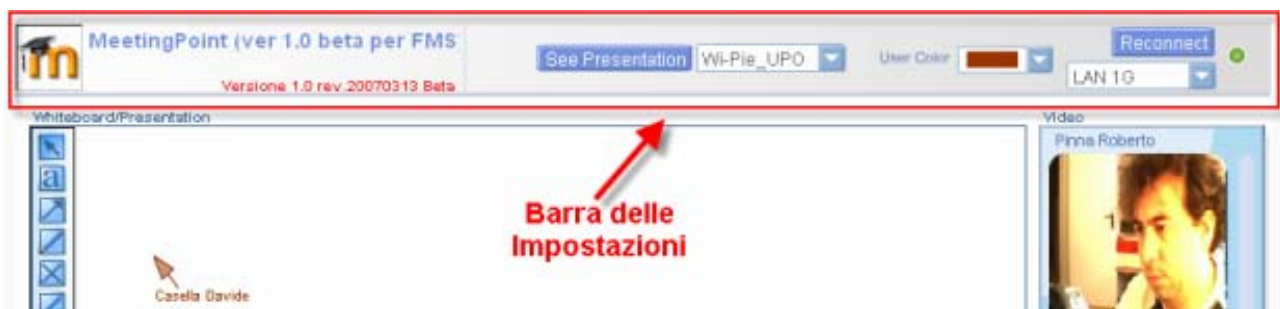 MeetingPoint (ver 1.0 beta per FMS
Versione 1.0 rev.20070313 Beta
See Presentation
Wi-Pie_UPO
User Color
Reconnect
LAN 1G
Whiteboard/Presentation
Video
Pinna Roberto
a
Barra delle
Impostazioni
Casella Davide